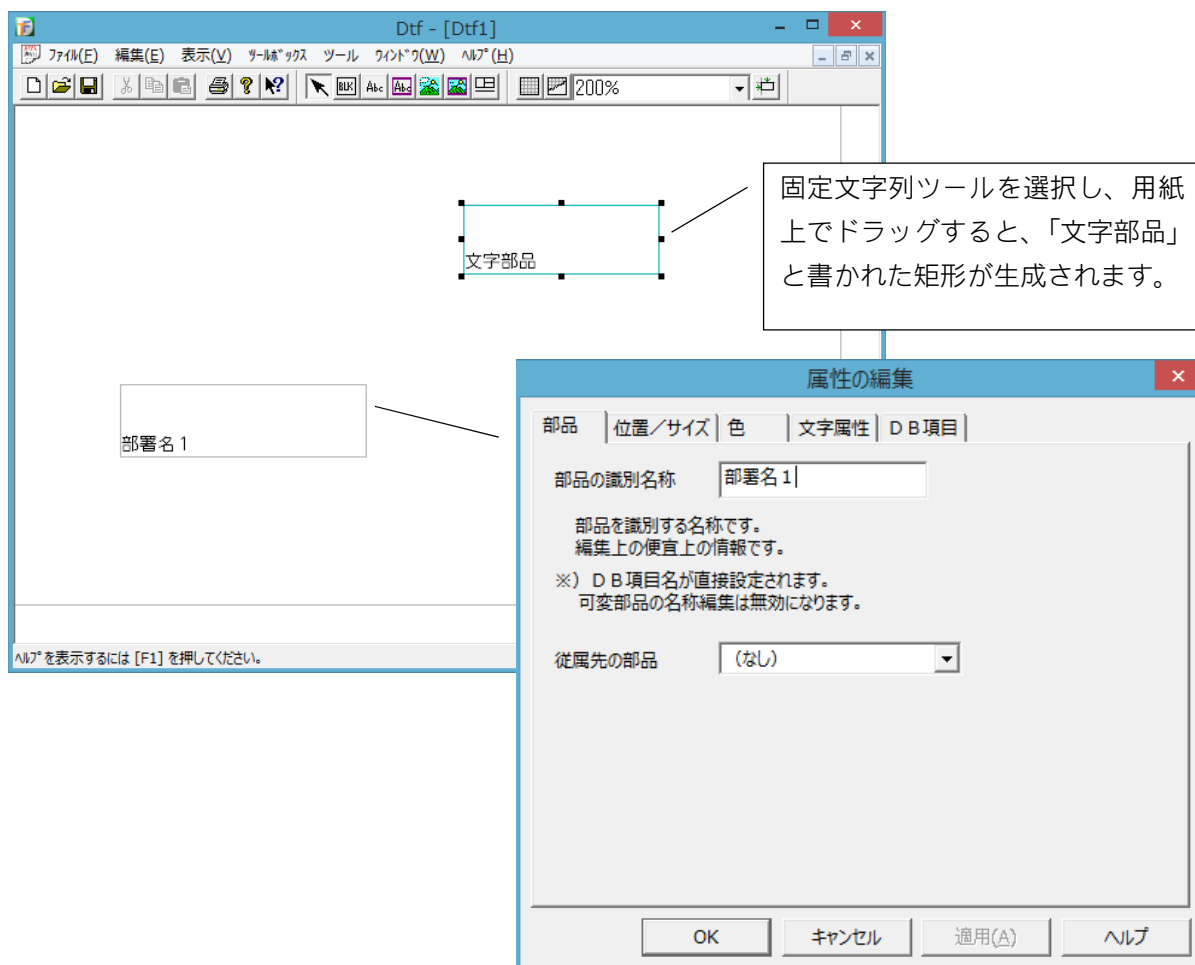 Dtf - [Dtf1]
ﾌｧｲﾙ(F) 編集(E) 表示(V) ﾂｰﾙﾎﾞｯｸｽ ツール ｳｨﾝﾄﾞｳ(W) ﾍﾙﾌﾟ(H)
BLK Abc Abc 200%
固定文字列ツールを選択し、用紙
上でドラッグすると、「文字部品」
と書かれた矩形が生成されます。
文字部品
部署名１
ﾍﾙﾌﾟを表示するには [F1] を押してください。
属性の編集
部品 位置／サイズ 色 文字属性 ＤＢ項目
部品の識別名称 部署名１
部品を識別する名称です。
編集上の便宜上の情報です。
※）ＤＢ項目名が直接設定されます。
可変部品の名称編集は無効になります。
従属先の部品 （なし）
OK キャンセル 適用(A) ヘルプ